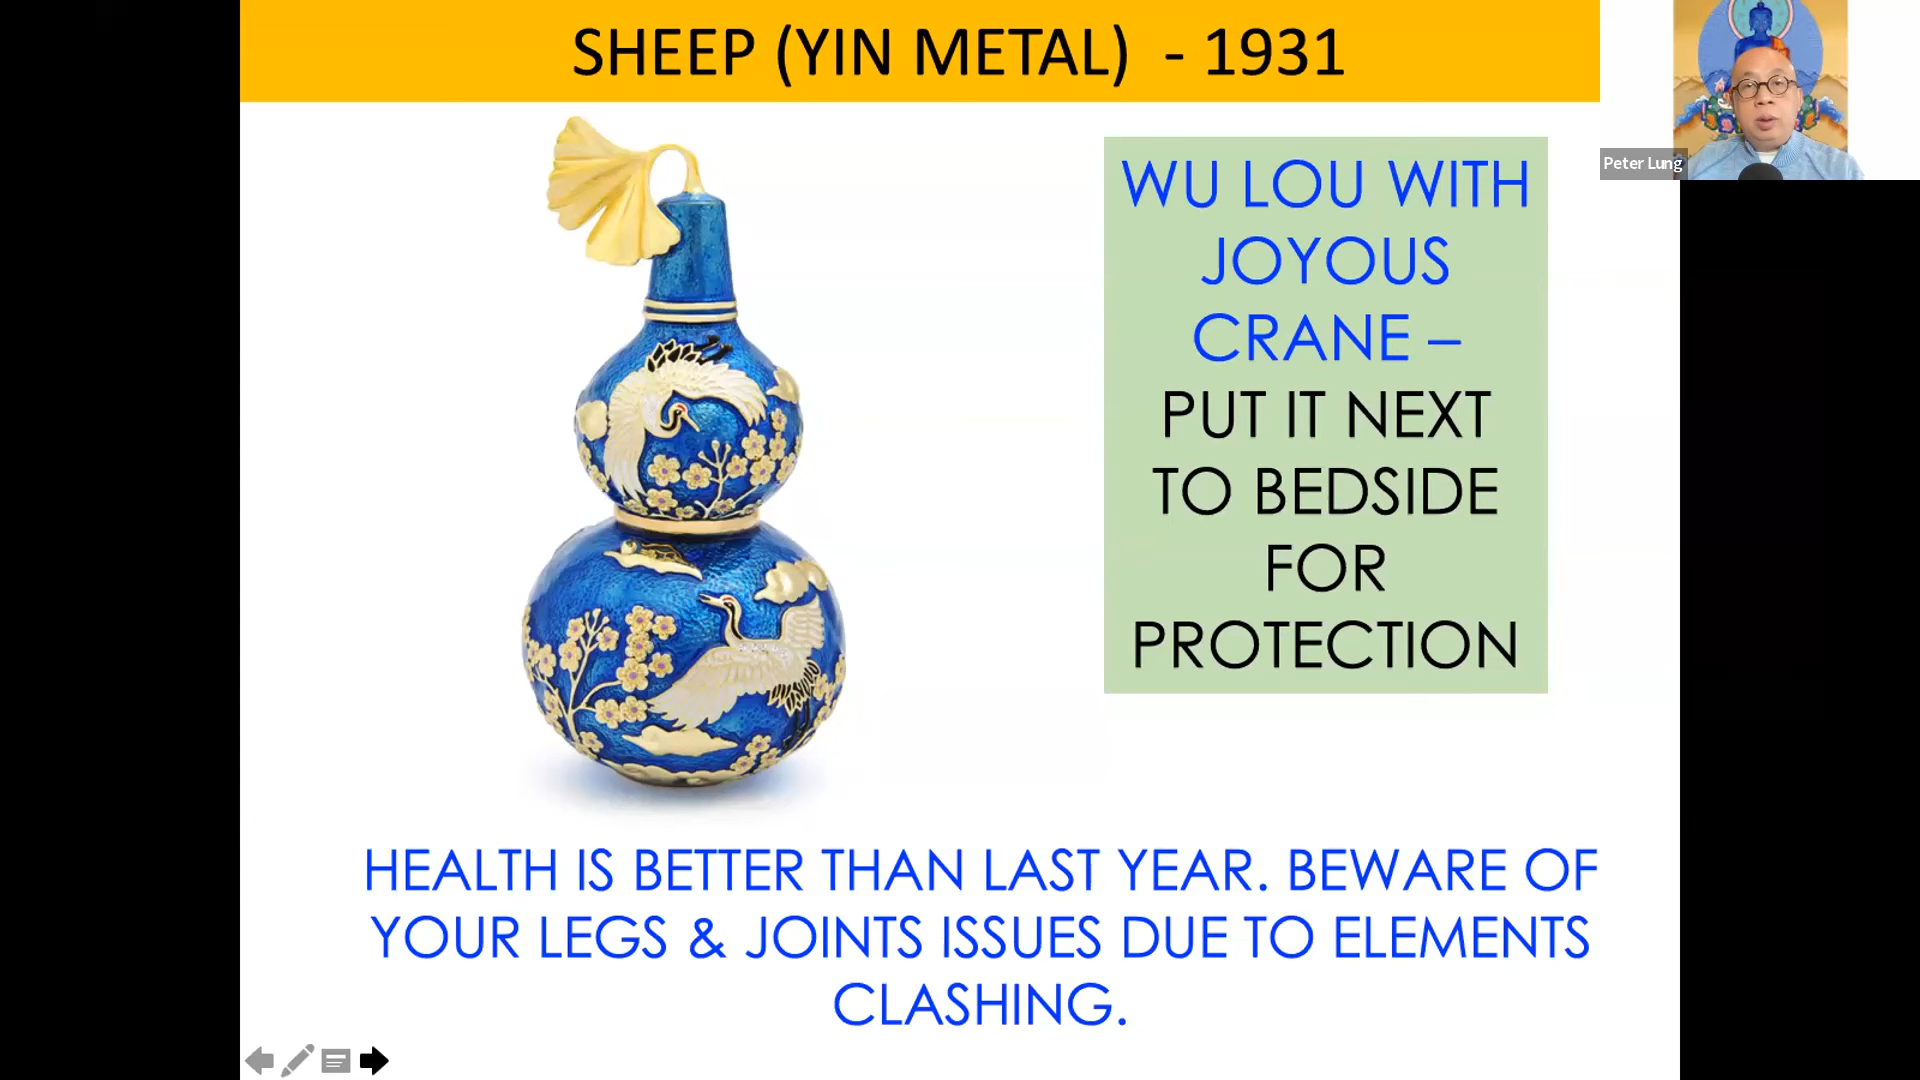 SHEEP (YIN METAL) - 1931
Peter Lung
WU LOU WITH
JOYOUS
CRANE –
PUT IT NEXT
TO BEDSIDE
FOR
PROTECTION
HEALTH IS BETTER THAN LAST YEAR. BEWARE OF
YOUR LEGS & JOINTS ISSUES DUE TO ELEMENTS
CLASHING.